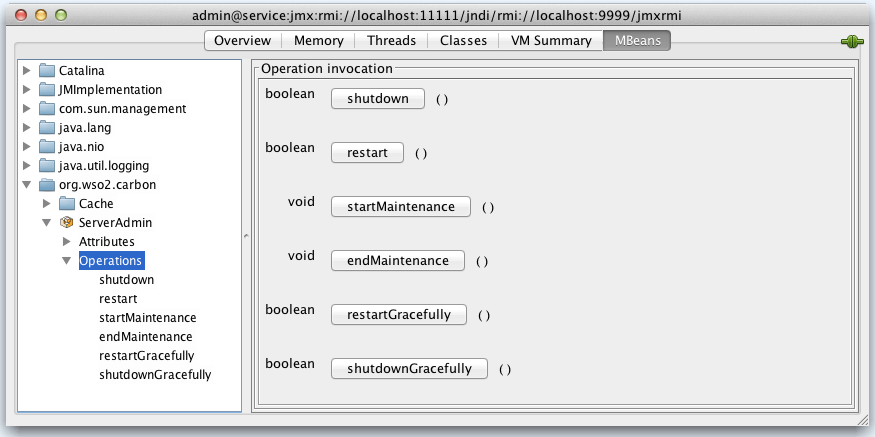 admin@service:jmx:rmi://localhost:11111/jndi/rmi://localhost:9999/jmxrmi
Overview Memory Threads Classes VM Summary MBeans
Catalina
JMImplementation
com.sun.management
java.lang
java.nio
java.util.logging
org.wso2.carbon
Cache
ServerAdmin
Attributes
Operations
shutdown
restart
startMaintenance
endMaintenance
restartGracefully
shutdownGracefully
Operation invocation
boolean shutdown ( )
boolean restart ( )
void startMaintenance ( )
void endMaintenance ( )
boolean restartGracefully ( )
boolean shutdownGracefully ( )